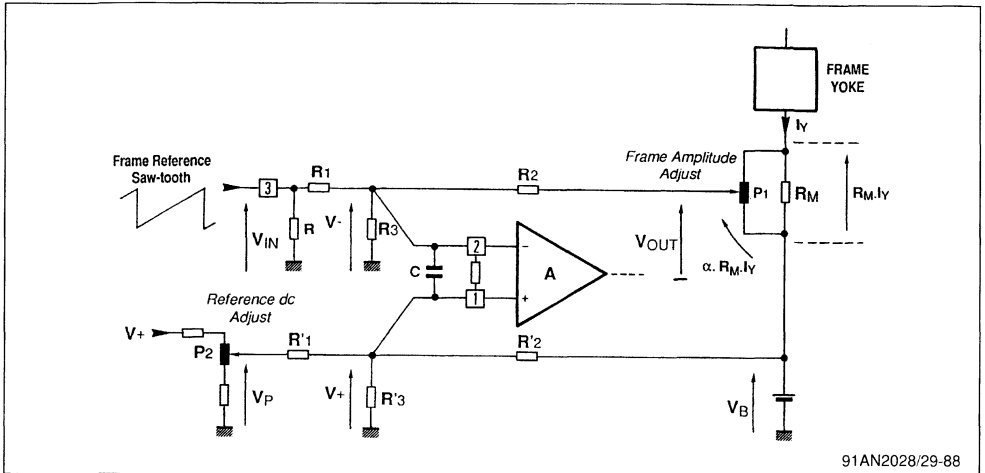 FRAME
YOKE
IY
Frame Reference
Saw-tooth
3
R1
R2
Frame Amplitude
Adjust
P1
RM
RM.IY
VIN
R
V-
R3
VOUT
α. RM.IY
C
2
1
−
+
A
Reference dc
Adjust
V+
P2
R'1
R'2
VP
V+
R'3
VB
91AN2028/29-88